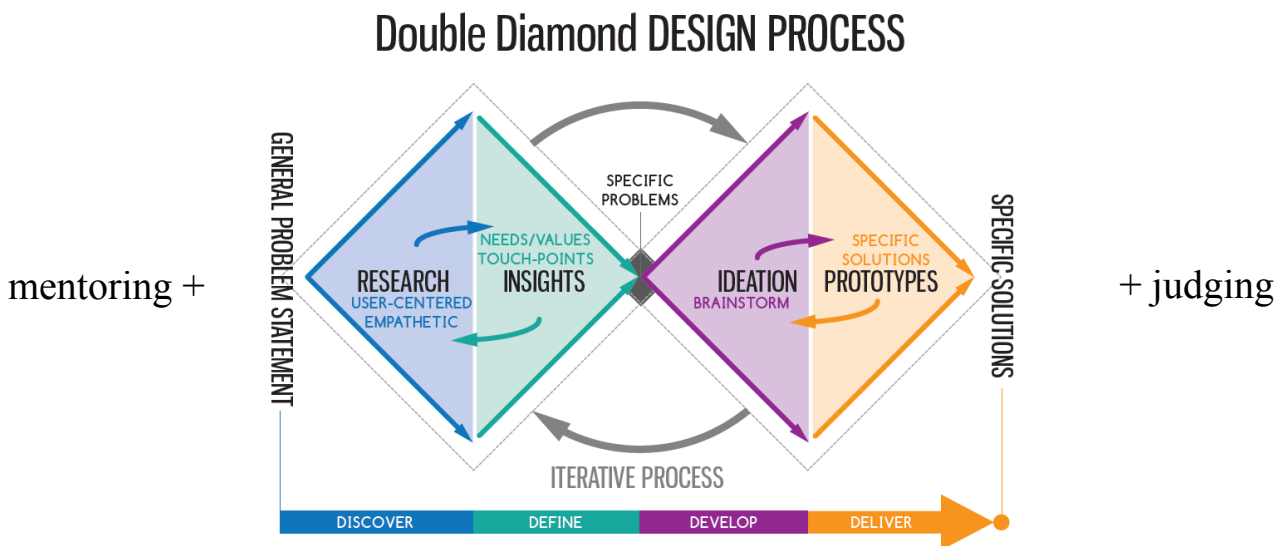 Double Diamond DESIGN PROCESS
mentoring +
GENERAL PROBLEM STATEMENT
RESEARCH
USER-CENTERED
EMPATHETIC
NEEDS/VALUES
TOUCH-POINTS
INSIGHTS
SPECIFIC
PROBLEMS
IDEATION
BRAINSTORM
SPECIFIC
SOLUTIONS
PROTOTYPES
SPECIFIC SOLUTIONS
+ judging
ITERATIVE PROCESS
DISCOVER
DEFINE
DEVELOP
DELIVER